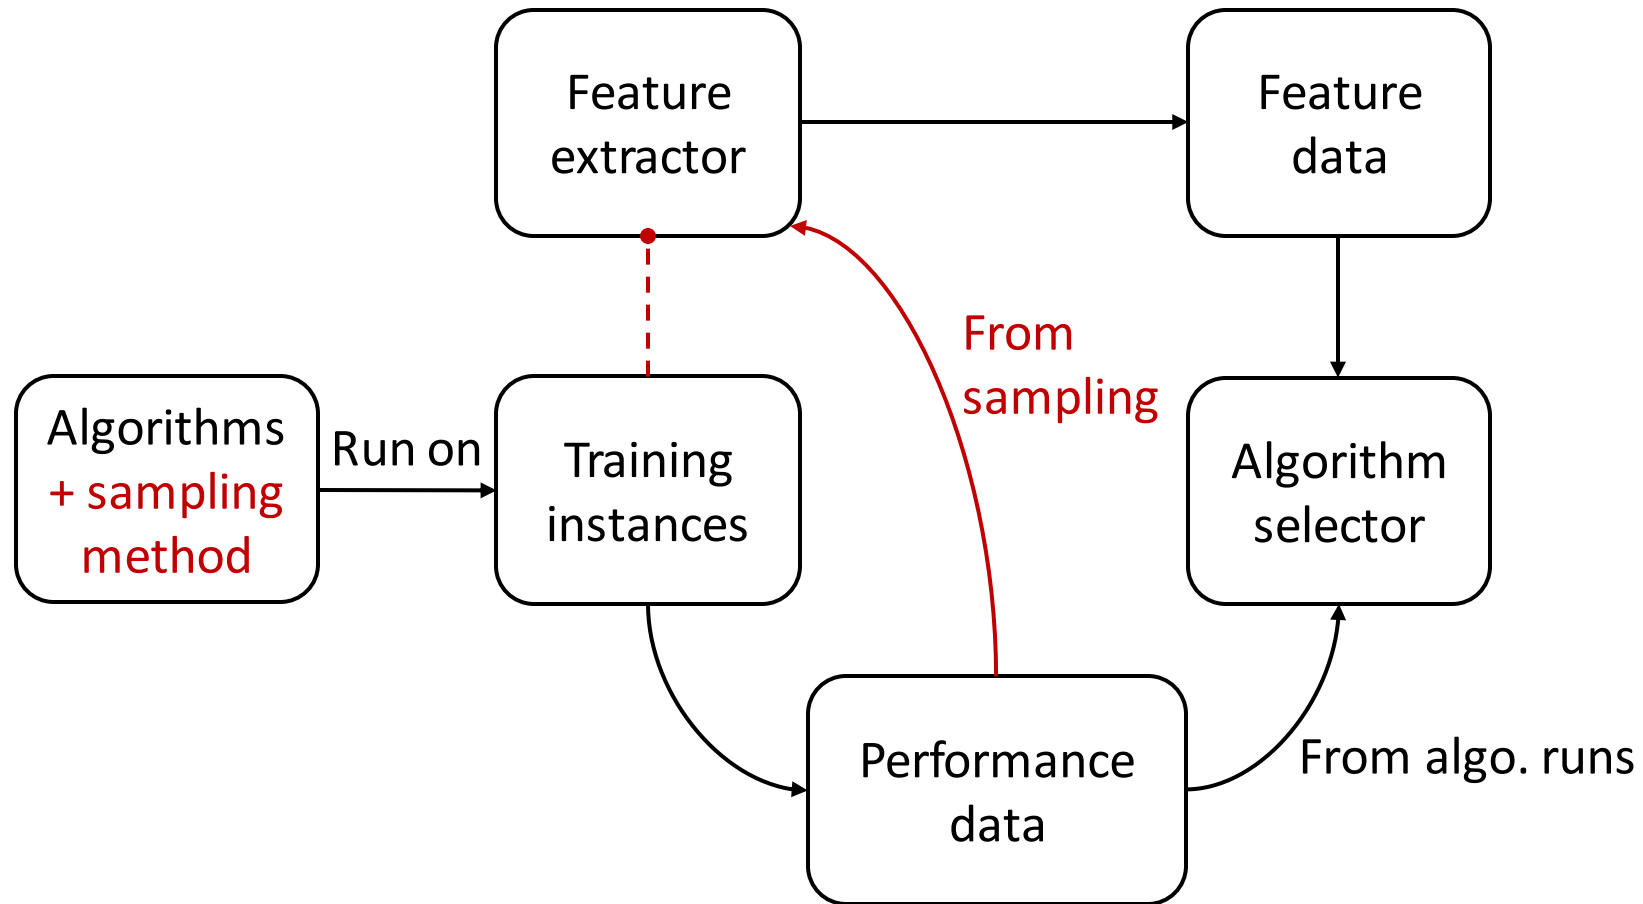 Feature
extractor
Feature
data
From
sampling
Algorithms
+ sampling
method
Run on
Training
instances
Algorithm
selector
Performance
data
From algo. runs